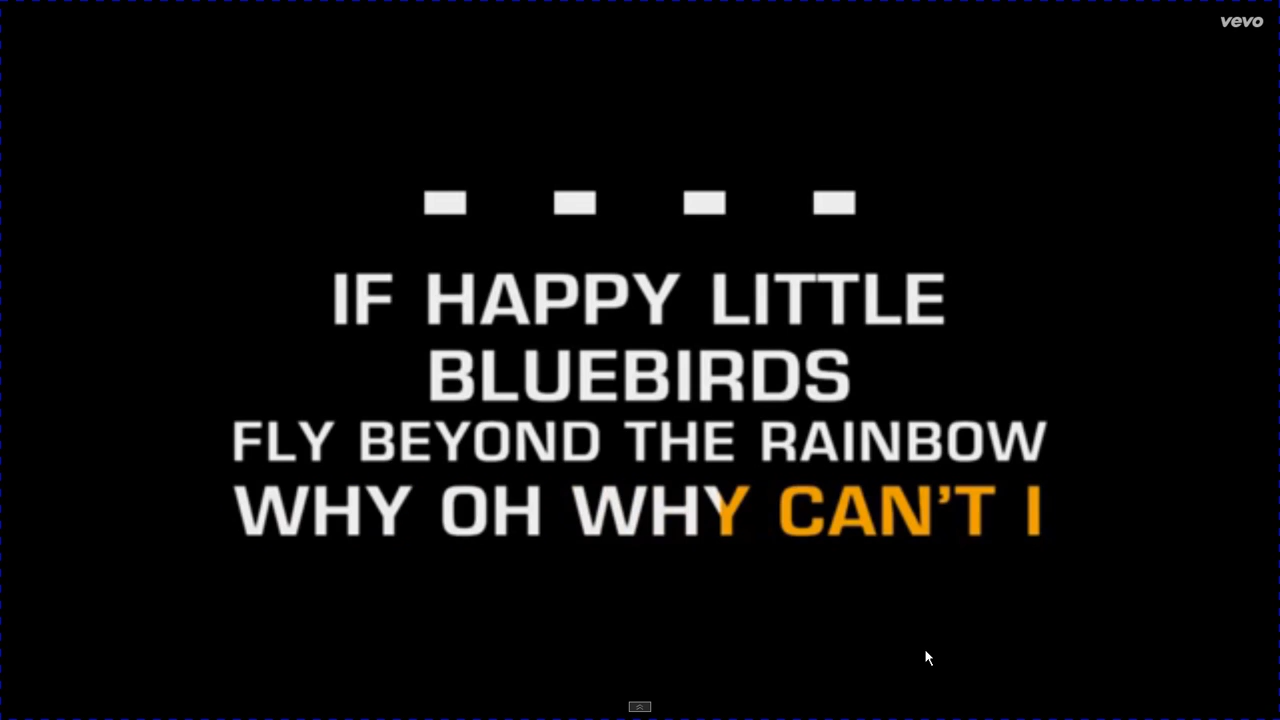 vevo
IF HAPPY LITTLE
BLUEBIRDS
FLY BEYOND THE RAINBOW
WHY OH WHY CAN'T I